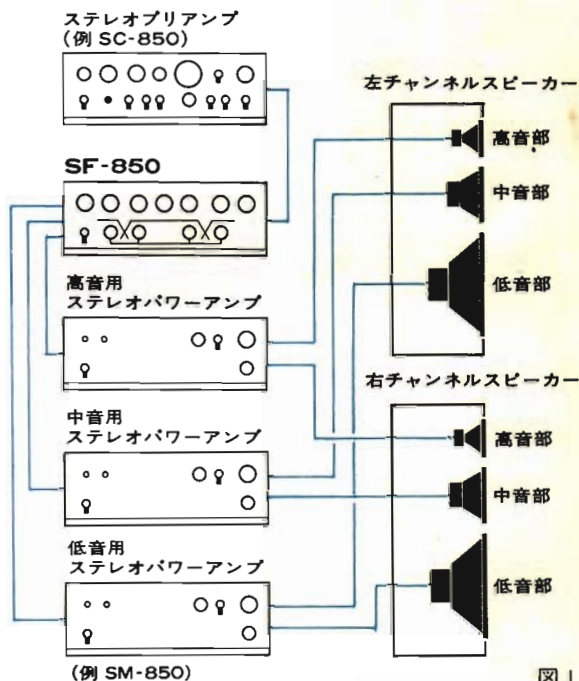 ステレオプリアンプ
(例 SC-850)
SF-850
高音用
ステレオパワーアンプ
中音用
ステレオパワーアンプ
低音用
ステレオパワーアンプ
(例 SM-850)
左チャンネルスピーカー
高音部
中音部
低音部
右チャンネルスピーカー
高音部
中音部
低音部
図1